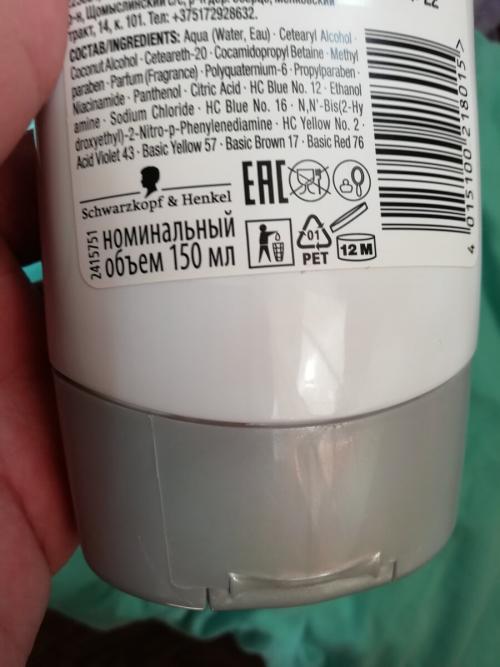 р-н, Щомыслицкий с/с,
тракт, 14, к. 101. Тел: +375172928632.
СОСТАВ/INGREDIENTS: Aqua (Water, Eau) · Cetearyl Alcohol ·
Coconut Alcohol · Ceteareth-20 · Cocamidopropyl Betaine · Methyl
paraben · Parfum (Fragrance) · Polyquaternium-6 · Propylparaben ·
Niacinamide · Panthenol · Citric Acid · HC Blue No. 12 · Ethanol
amine · Sodium Chloride · HC Blue No. 16 · N,N'-Bis(2-Hy
droxyethyl)-2-Nitro-p-Phenylenediamine · HC Yellow No. 2 ·
Acid Violet 43 · Basic Yellow 57 · Basic Brown 17 · Basic Red 76
Schwarzkopf & Henkel
EAC
2415751
номинальный
объем 150 мл
01
PET
12 M
4 015100 218015 >